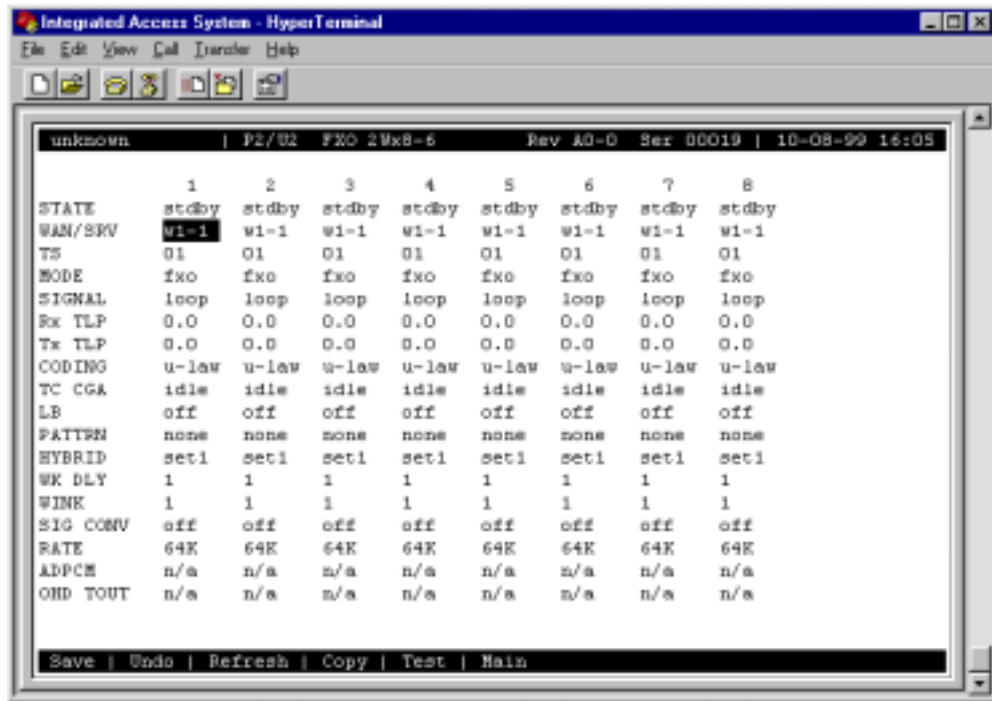 Integrated Access System - HyperTerminal
File Edit View Call Transfer Help
unknown | P2/U2 FXO 2Wx8-6 Rev A0-0 Ser 00019 | 10-08-99 16:05
1 2 3 4 5 6 7 8
STATE stdby stdby stdby stdby stdby stdby stdby stdby
WAN/SRV w1-1 w1-1 w1-1 w1-1 w1-1 w1-1 w1-1 w1-1
TS 01 01 01 01 01 01 01 01
MODE fxo fxo fxo fxo fxo fxo fxo fxo
SIGNAL loop loop loop loop loop loop loop loop
Rx TLP 0.0 0.0 0.0 0.0 0.0 0.0 0.0 0.0
Tx TLP 0.0 0.0 0.0 0.0 0.0 0.0 0.0 0.0
CODING u-law u-law u-law u-law u-law u-law u-law u-law
TC CGA idle idle idle idle idle idle idle idle
LB off off off off off off off off
PATTRN none none none none none none none none
HYBRID set1 set1 set1 set1 set1 set1 set1 set1
WK DLY 1 1 1 1 1 1 1 1
WINK 1 1 1 1 1 1 1 1
SIG CONV off off off off off off off off
RATE 64K 64K 64K 64K 64K 64K 64K 64K
ADPCM n/a n/a n/a n/a n/a n/a n/a n/a
OHD TOUT n/a n/a n/a n/a n/a n/a n/a n/a
Save | Undo | Refresh | Copy | Test | Main